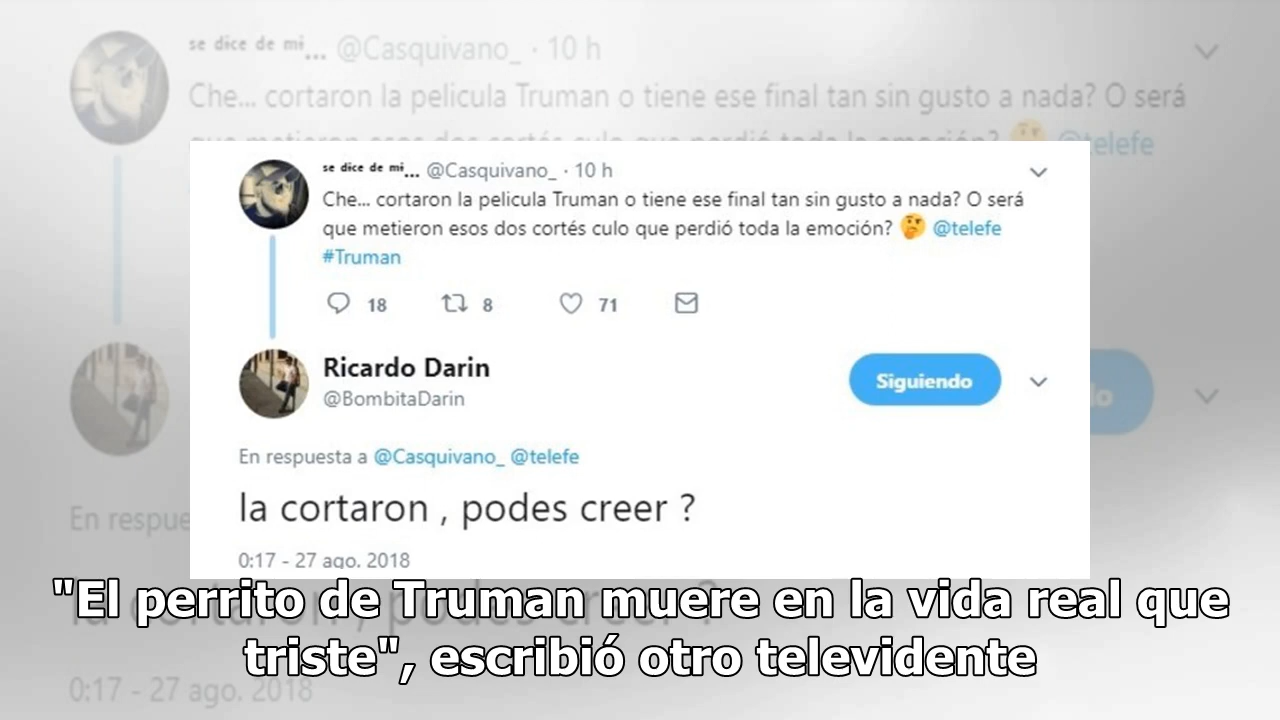 se dice de mi... @Casquivano_ · 10 h
Che... cortaron la pelicula Truman o tiene ese final tan sin gusto a nada? O será
que metieron esos dos cortés culo que perdió toda la emoción? 🤔 @telefe
se dice de mi... @Casquivano_ · 10 h
Che... cortaron la pelicula Truman o tiene ese final tan sin gusto a nada? O será
que metieron esos dos cortés culo que perdió toda la emoción? 🤔 @telefe
#Truman
18 8 71
Ricardo Darin
Siguiendo
@BombitaDarin
En respuesta a @Casquivano_ @telefe
la cortaron , podes creer ?
0:17 - 27 ago. 2018
En respue
"El perrito de Truman muere en la vida real que
triste", escribió otro televidente
0:17 - 27 ago. 2018